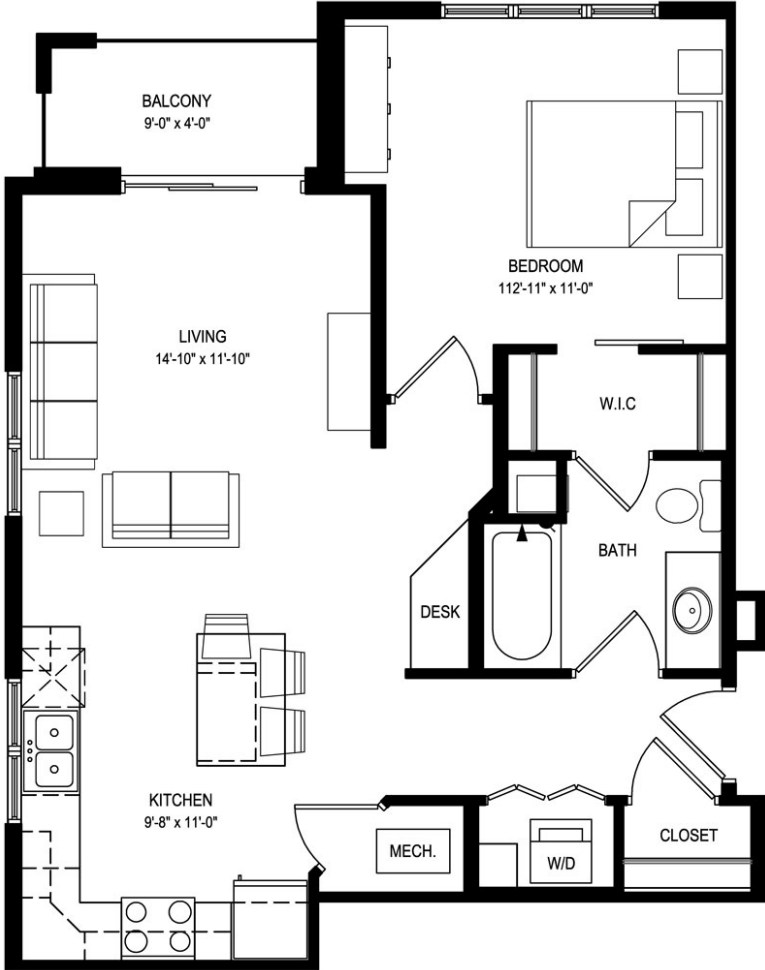 BALCONY
9'-0" x 4'-0"
BEDROOM
112'-11" x 11'-0"
LIVING
14'-10" x 11'-10"
W.I.C
BATH
DESK
KITCHEN
9'-8" x 11'-0"
MECH.
W/D
CLOSET